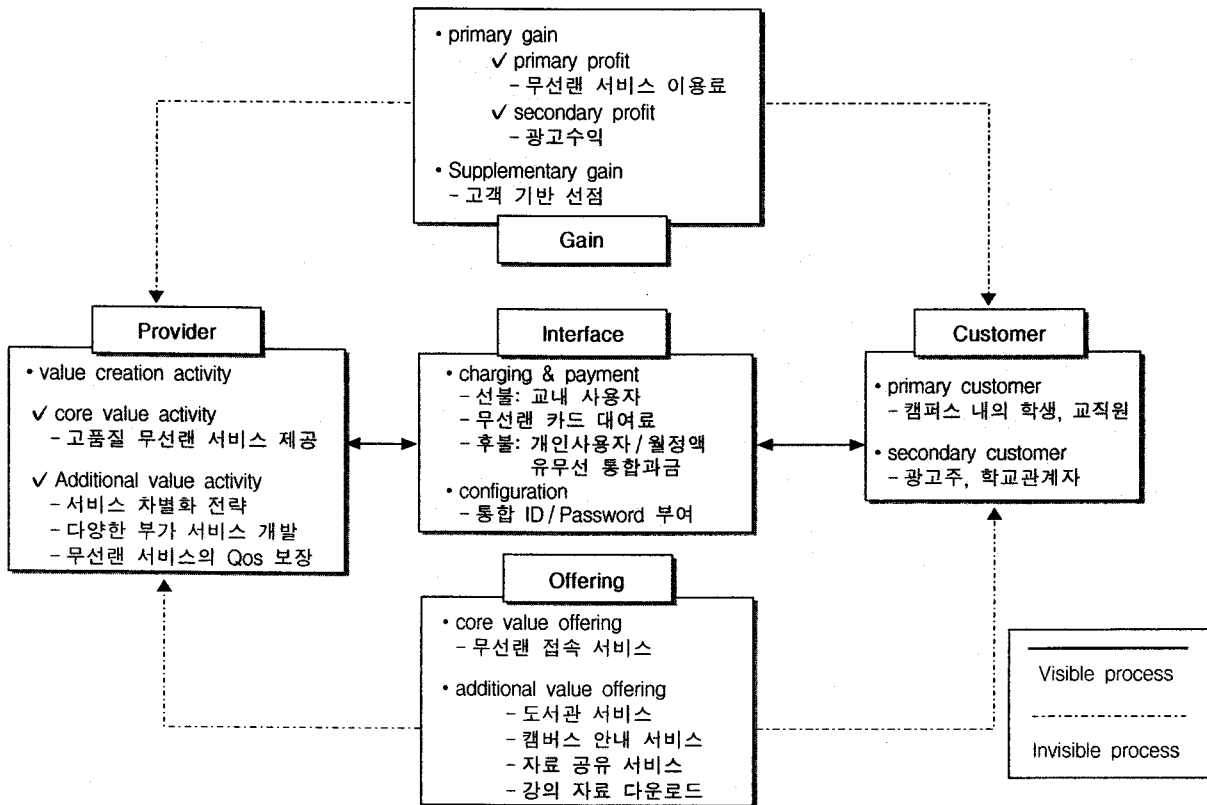 • primary gain
✓ primary profit
– 무선랜 서비스 이용료
✓ secondary profit
– 광고수익
• Supplementary gain
– 고객 기반 선점
Gain
Provider
• value creation activity
✓ core value activity
– 고품질 무선랜 서비스 제공
✓ Additional value activity
– 서비스 차별화 전략
– 다양한 부가 서비스 개발
– 무선랜 서비스의 Qos 보장
Interface
• charging & payment
– 선불: 교내 사용자
– 무선랜 카드 대여료
– 후불: 개인사용자 / 월정액
유무선 통합과금
• configuration
– 통합 ID / Password 부여
Customer
• primary customer
– 캠퍼스 내의 학생, 교직원
• secondary customer
– 광고주, 학교관계자
Offering
• core value offering
– 무선랜 접속 서비스
• additional value offering
– 도서관 서비스
– 캠버스 안내 서비스
– 자료 공유 서비스
– 강의 자료 다운로드
Visible process
Invisible process